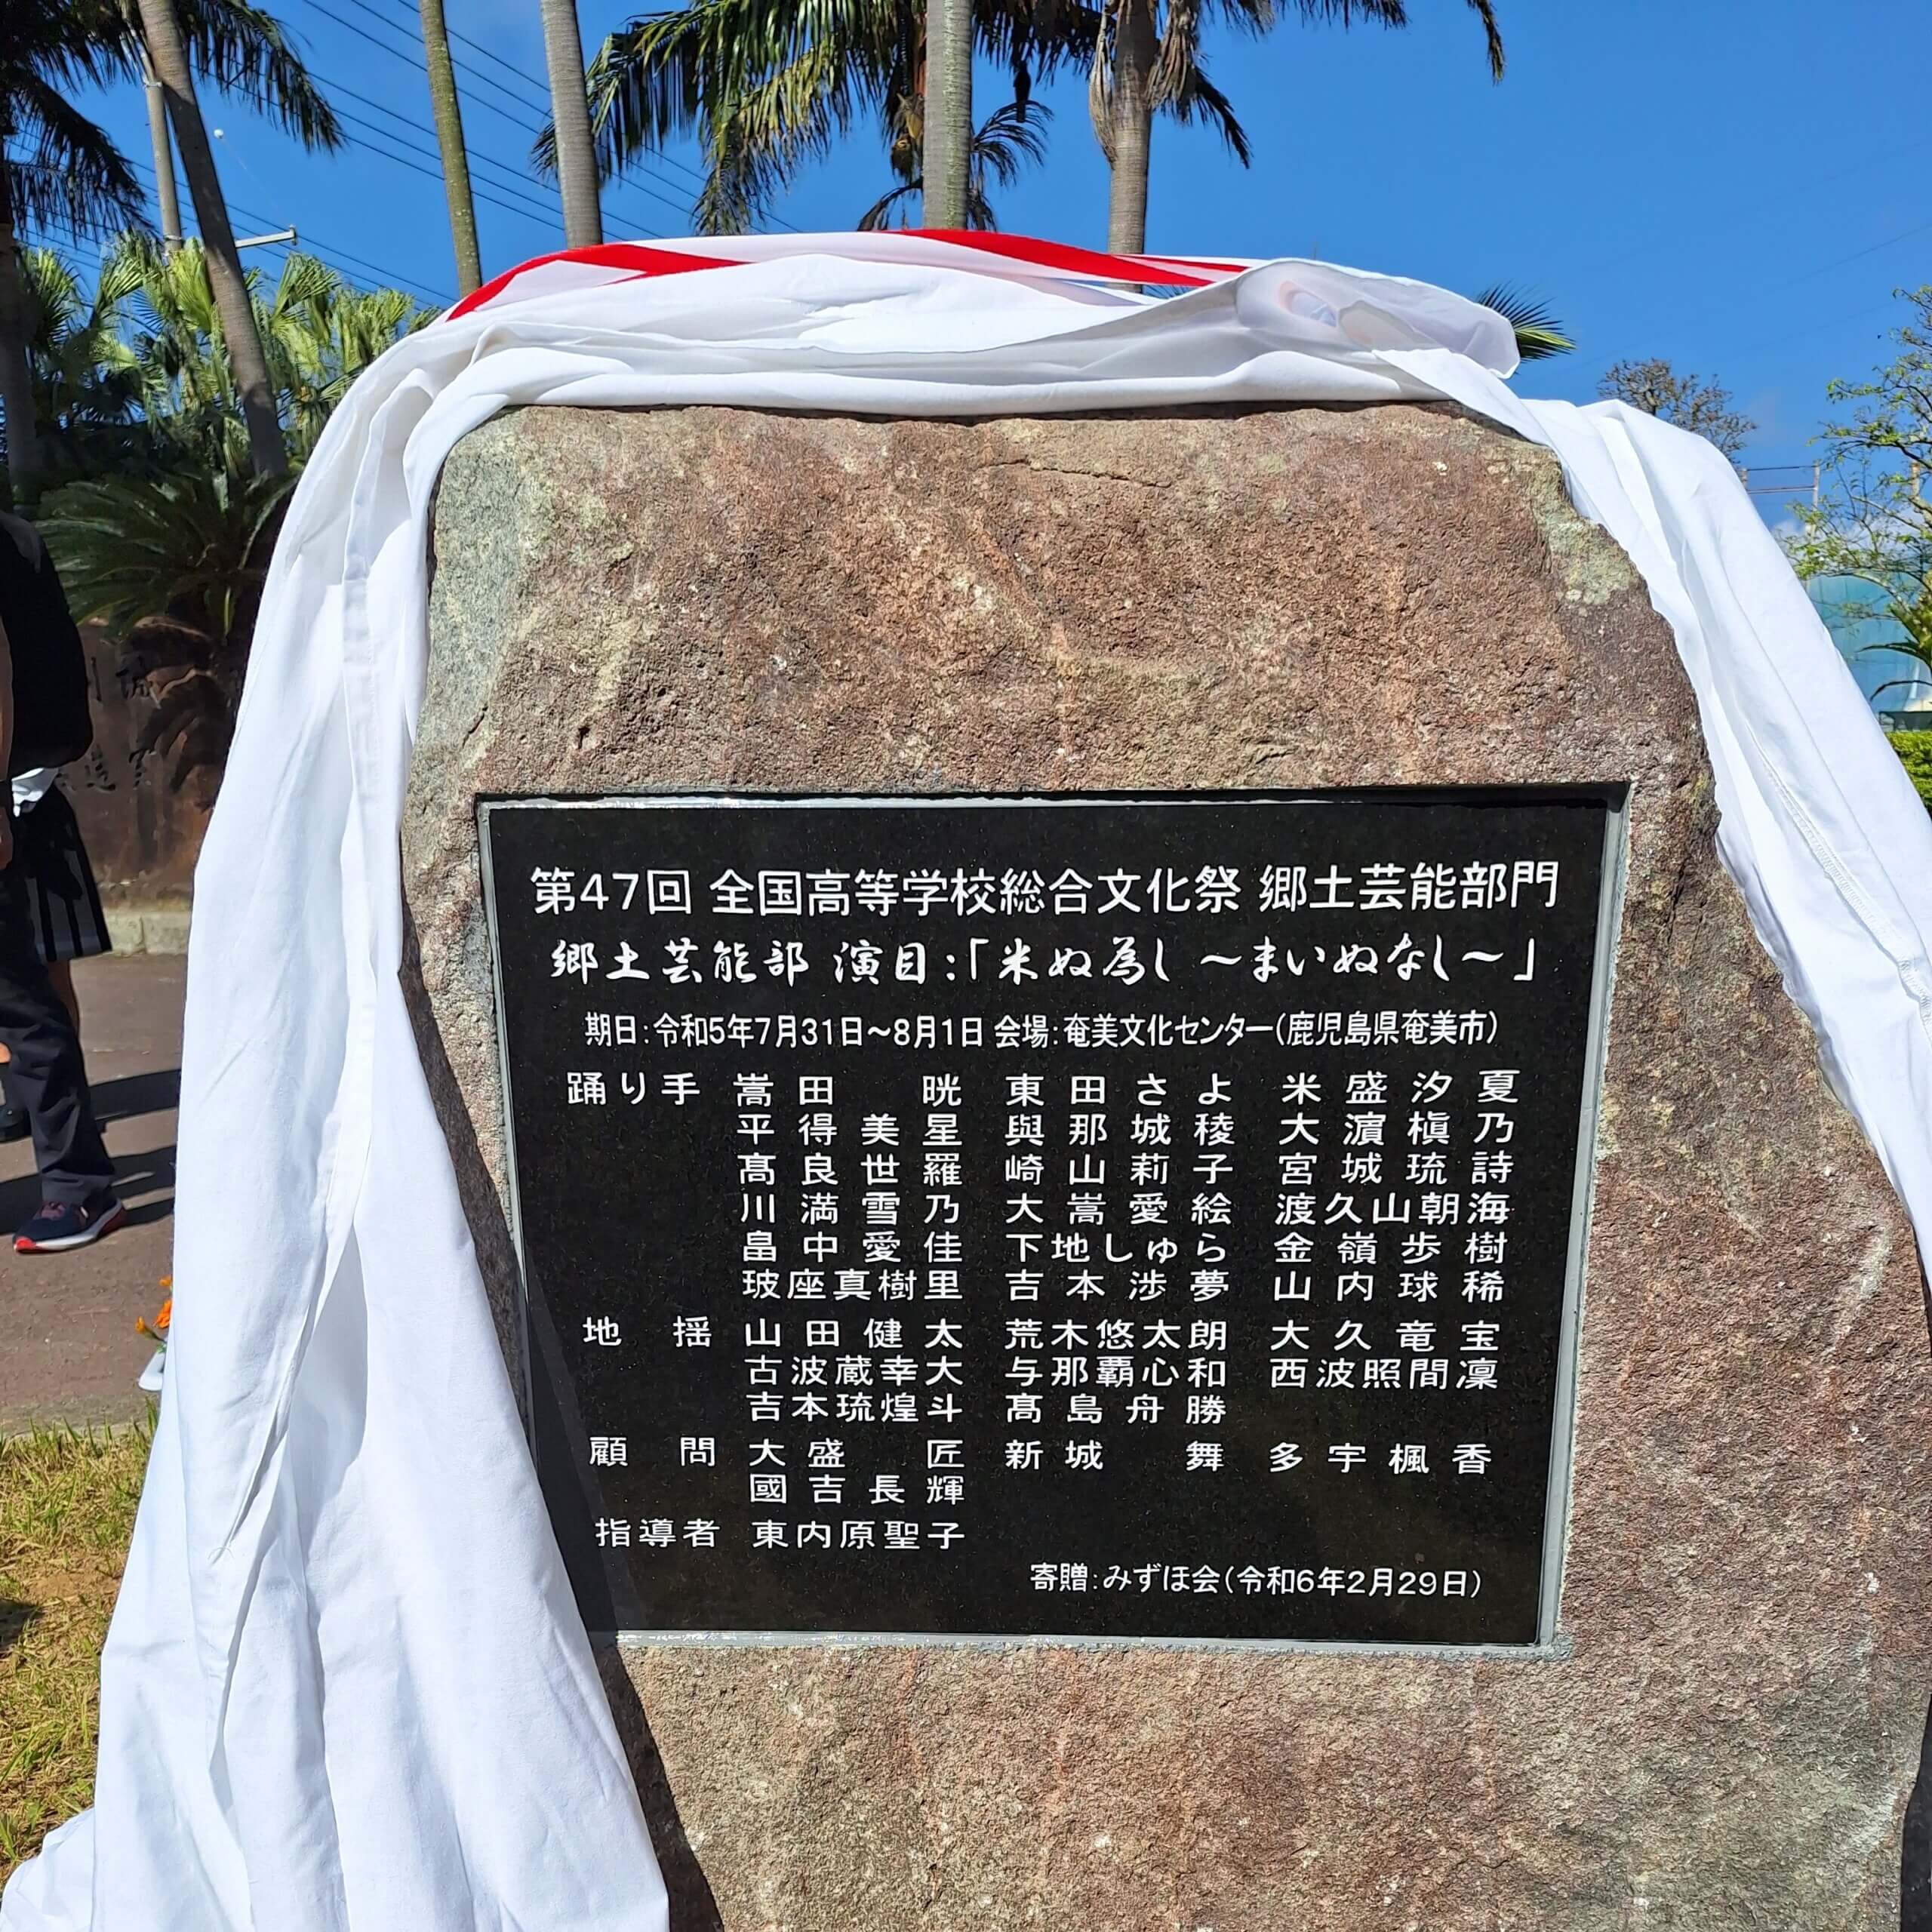 第47回 全国高等学校総合文化祭 郷土芸能部門
郷土芸能部 演目:「米ぬ為し ～まいぬなし～」
期日:令和5年7月31日～8月1日 会場:奄美文化センター(鹿児島県奄美市)
踊り手 嵩田 晄 東田さよ 米盛汐夏
平得美星 與那城稜 大濵槇乃
髙良世羅 崎山莉子 宮城琉詩
川満雪乃 大嵩愛絵 渡久山朝海
畠中愛佳 下地しゅら 金嶺歩樹
玻座真樹里 吉本渉夢 山内球稀
地揺 山田健太 荒木悠太朗 大久竜宝
古波蔵幸大 与那覇心和 西波照間凜
吉本琉煌斗 髙島舟勝
顧問 大盛 匠 新城 舞 多宇楓香
國吉長輝
指導者 東内原聖子
寄贈:みずほ会(令和6年2月29日)